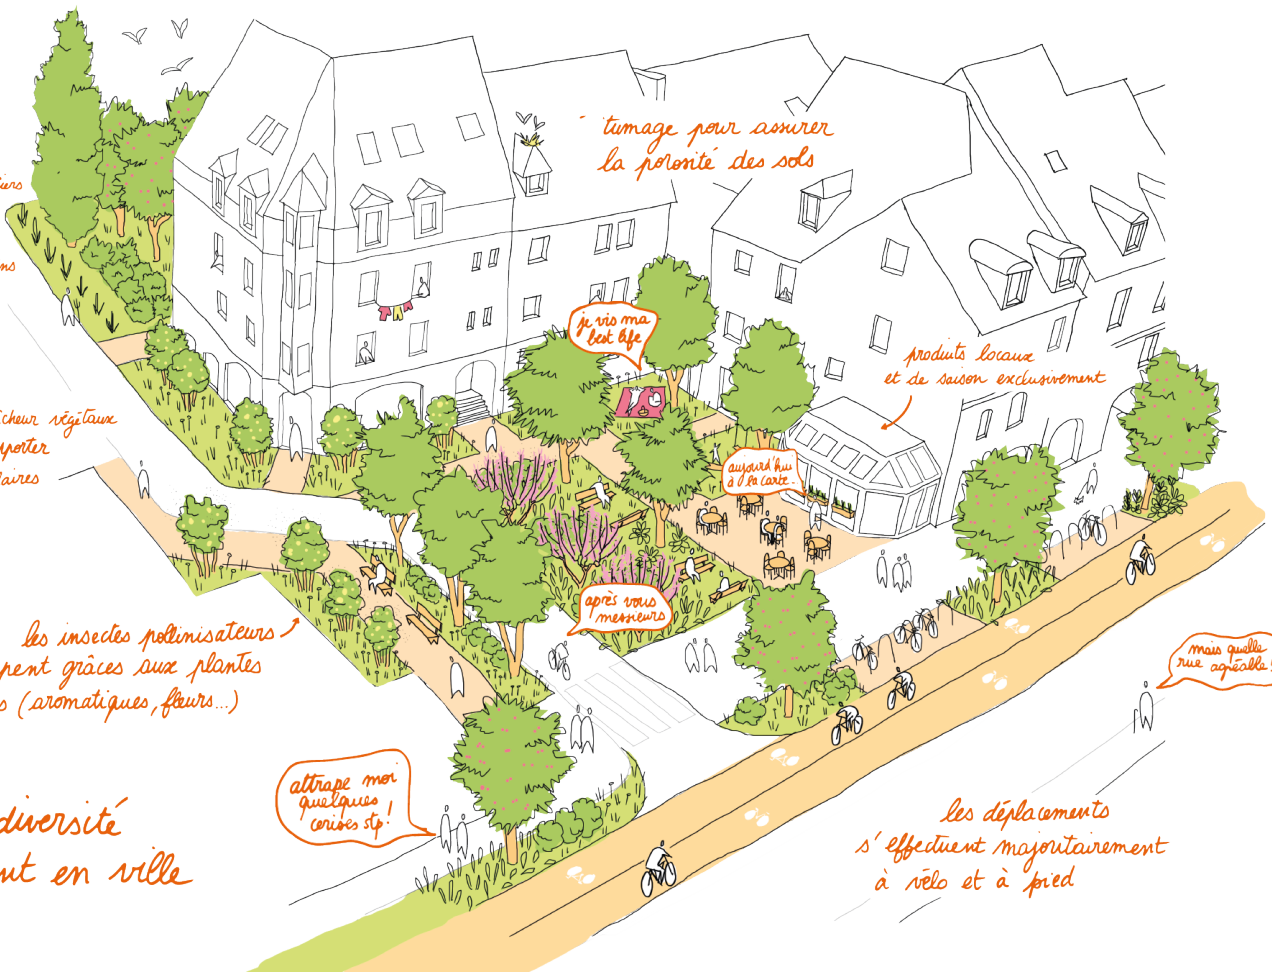 tumage pour assurer
la porosité des sols
iers
ns
je vis ma
best life
produits locaux
et de saison exclusivement
cheur végétaux
porter
laires
aujourd'hui
à la carte.
après vous
messieurs
les insectes pollinisateurs
pent grâces aux plantes
s (aromatiques, fleurs...)
mais quelle
rue agréable !
attrape moi
quelques
cerises stp !
diversité
ut en ville
les déplacements
s'effectuent majoritairement
à vélo et à pied